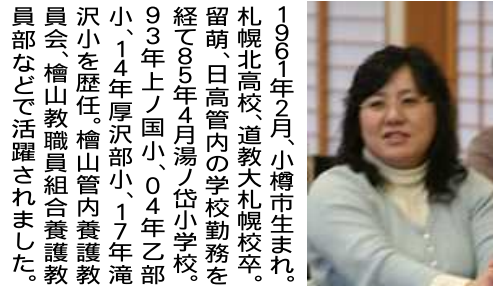 1961年2月、小樽市生まれ。
札幌北高校、道教大札幌校卒。
留萌、日高管内の学校勤務を
経て85年4月湯ノ岱小学校。
93年上ノ国小、04年乙部
小、14年厚沢部小、17年滝
沢小を歴任。檜山管内養護教
員会、檜山教職員組合養護教
員部などで活躍されました。